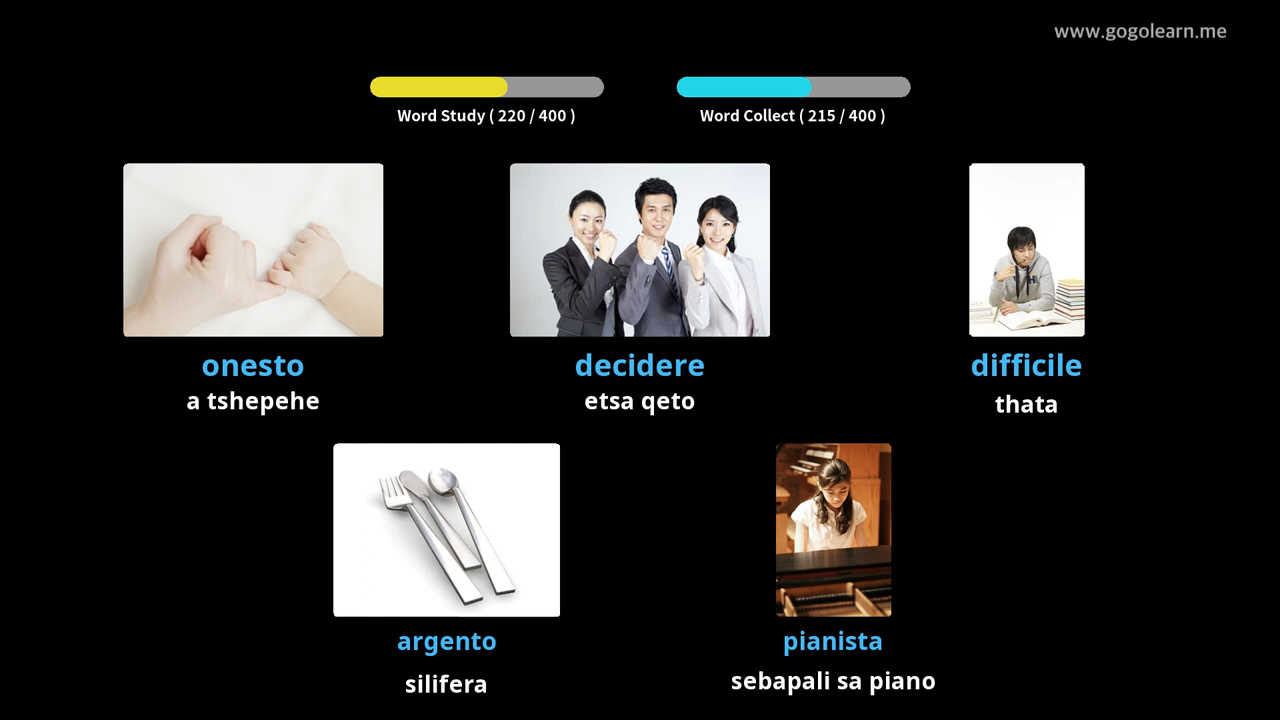 www.gogolearn.me
Word Study ( 220 / 400 )
Word Collect ( 215 / 400 )
onesto
a tshepehe
decidere
etsa qeto
difficile
thata
argento
silifera
pianista
sebapali sa piano